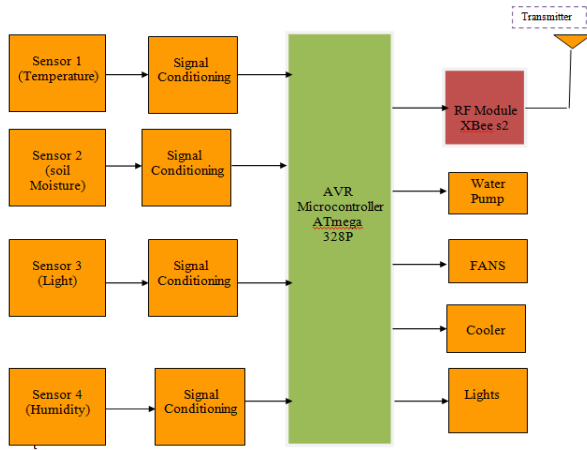 Transmitter
Sensor 1
(Temperature)
Signal
Conditioning
RF Module
XBee s2
Sensor 2
(soil
Moisture)
Signal
Conditioning
AVR
Microcontroller
ATmega
328P
Water
Pump
Sensor 3
(Light)
Signal
Conditioning
FANS
Cooler
Sensor 4
(Humidity)
Signal
Conditioning
Lights